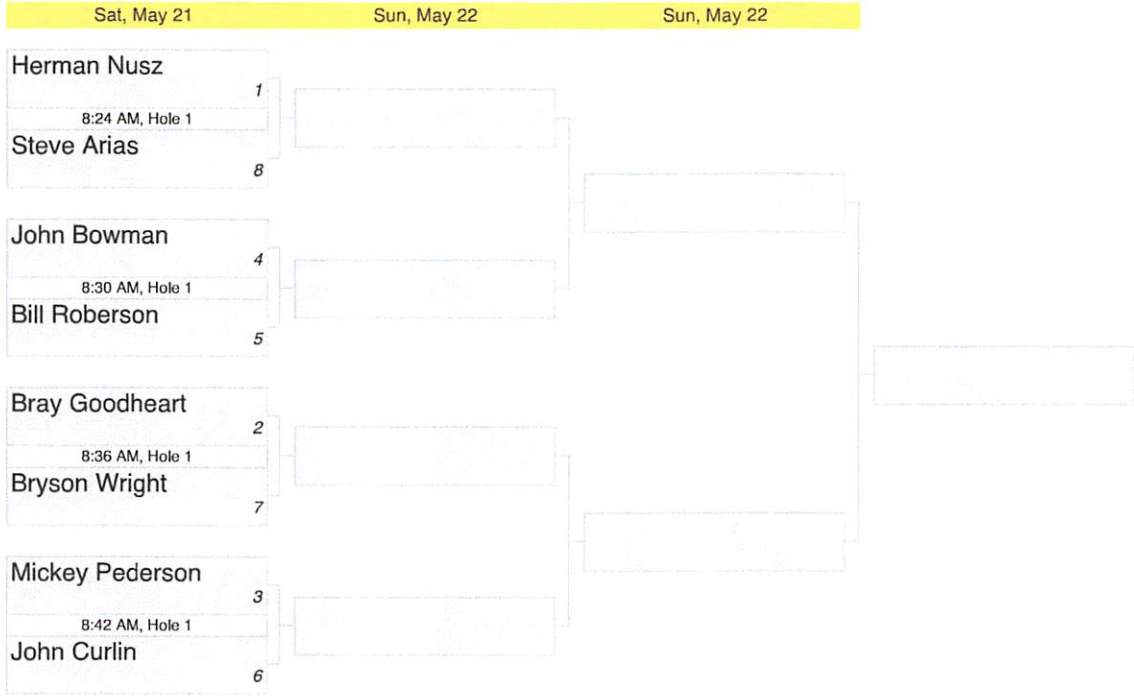 Sat, May 21 Sun, May 22 Sun, May 22
Herman Nusz
1
8:24 AM, Hole 1
Steve Arias
8
John Bowman
4
8:30 AM, Hole 1
Bill Roberson
5
Bray Goodheart
2
8:36 AM, Hole 1
Bryson Wright
7
Mickey Pederson
3
8:42 AM, Hole 1
John Curlin
6